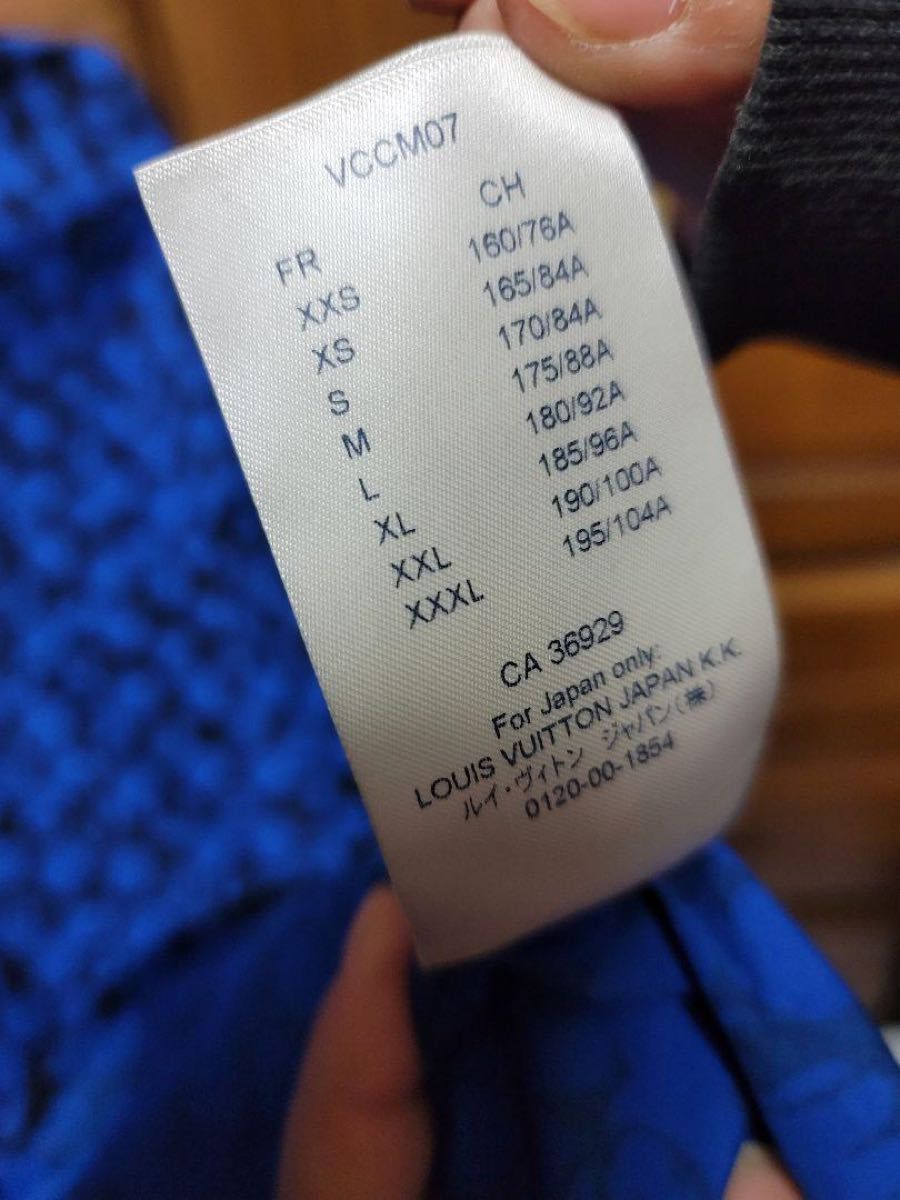 VCCM07
FR CH
XXS 160/76A
XS 165/84A
S 170/84A
M 175/88A
L 180/92A
XL 185/96A
XXL 190/100A
XXXL 195/104A
CA 36929
For Japan only:
LOUIS VUITTON JAPAN K.K.
ルイ・ヴィトン ジャパン(株)
0120-00-1854